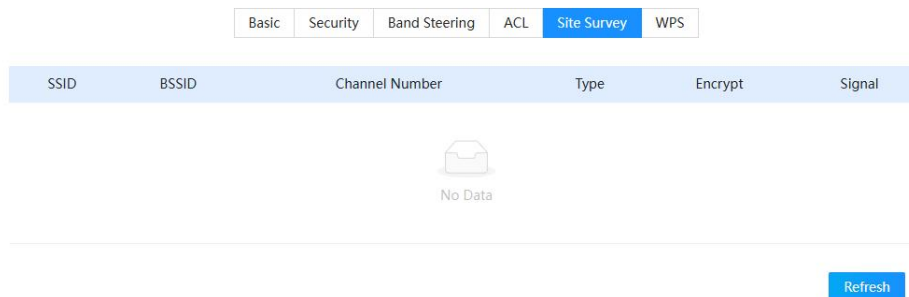 Basic Security Band Steering ACL Site Survey WPS
SSID BSSID Channel Number Type Encrypt Signal
No Data
Refresh